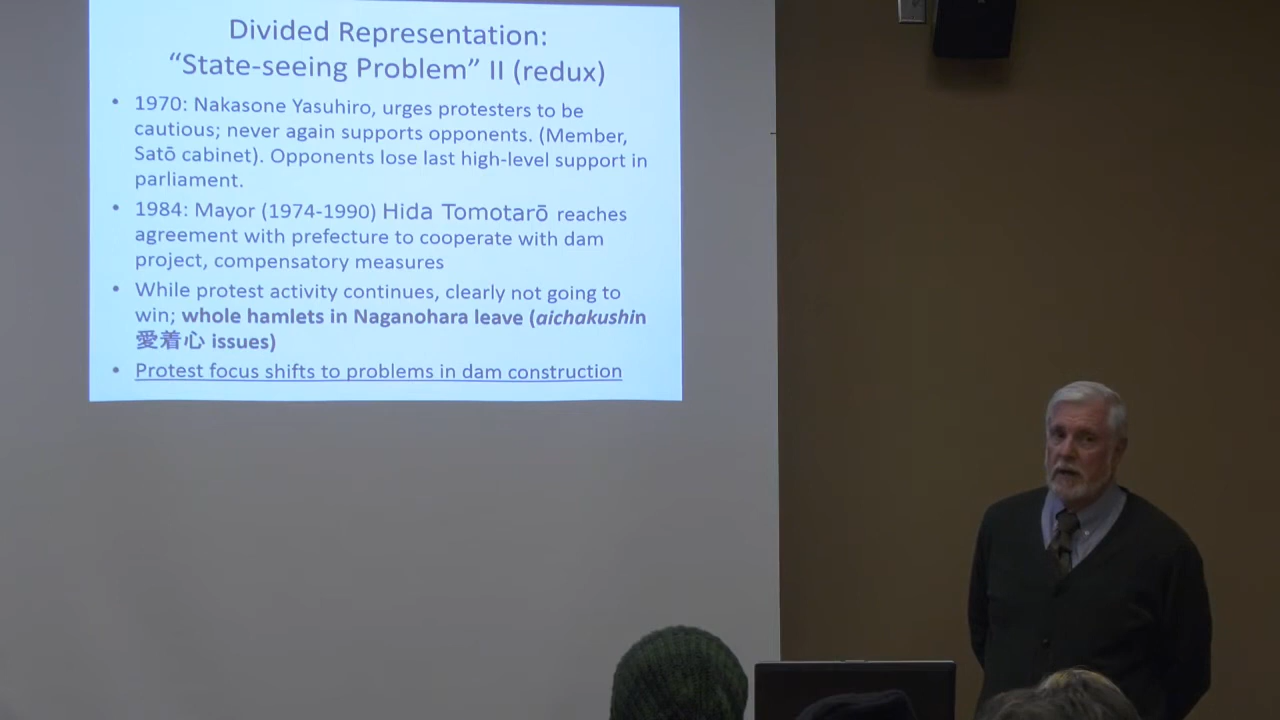 Divided Representation:
“State-seeing Problem” II (redux)
• 1970: Nakasone Yasuhiro, urges protesters to be
cautious; never again supports opponents. (Member,
Satō cabinet). Opponents lose last high-level support in
parliament.
• 1984: Mayor (1974-1990) Hida Tomotarō reaches
agreement with prefecture to cooperate with dam
project, compensatory measures
• While protest activity continues, clearly not going to
win; whole hamlets in Naganohara leave (aichakushin
愛着心 issues)
• Protest focus shifts to problems in dam construction